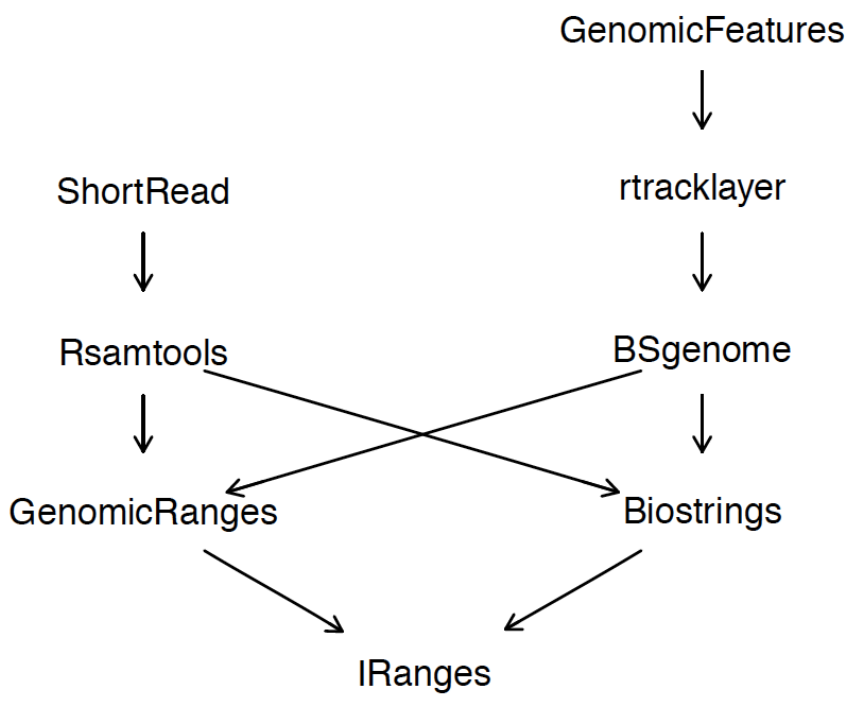 GenomicFeatures
ShortRead
rtracklayer
Rsamtools
BSgenome
GenomicRanges
Biostrings
IRanges